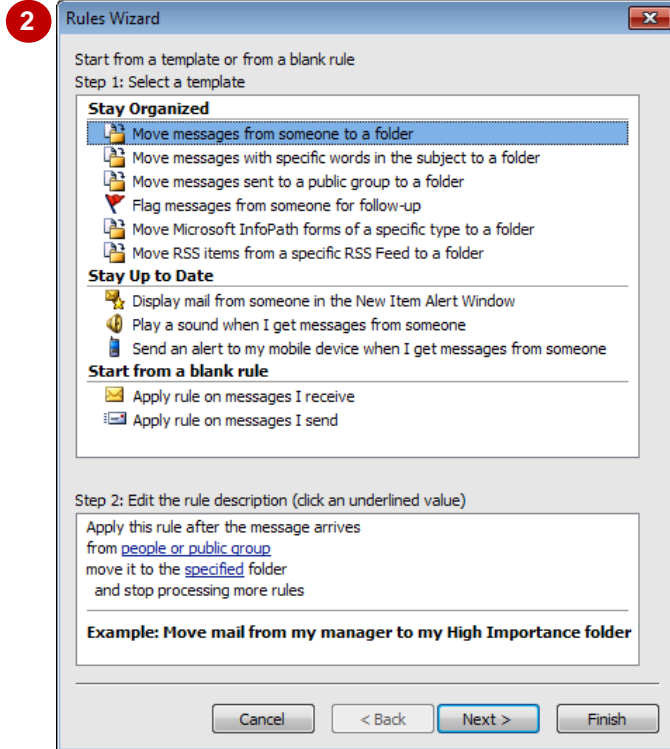 2
Rules Wizard
Start from a template or from a blank rule
Step 1: Select a template
Stay Organized
Move messages from someone to a folder
Move messages with specific words in the subject to a folder
Move messages sent to a public group to a folder
Flag messages from someone for follow-up
Move Microsoft InfoPath forms of a specific type to a folder
Move RSS items from a specific RSS Feed to a folder
Stay Up to Date
Display mail from someone in the New Item Alert Window
Play a sound when I get messages from someone
Send an alert to my mobile device when I get messages from someone
Start from a blank rule
Apply rule on messages I receive
Apply rule on messages I send
Step 2: Edit the rule description (click an underlined value)
Apply this rule after the message arrives
from people or public group
move it to the specified folder
and stop processing more rules
Example: Move mail from my manager to my High Importance folder
Cancel < Back Next > Finish